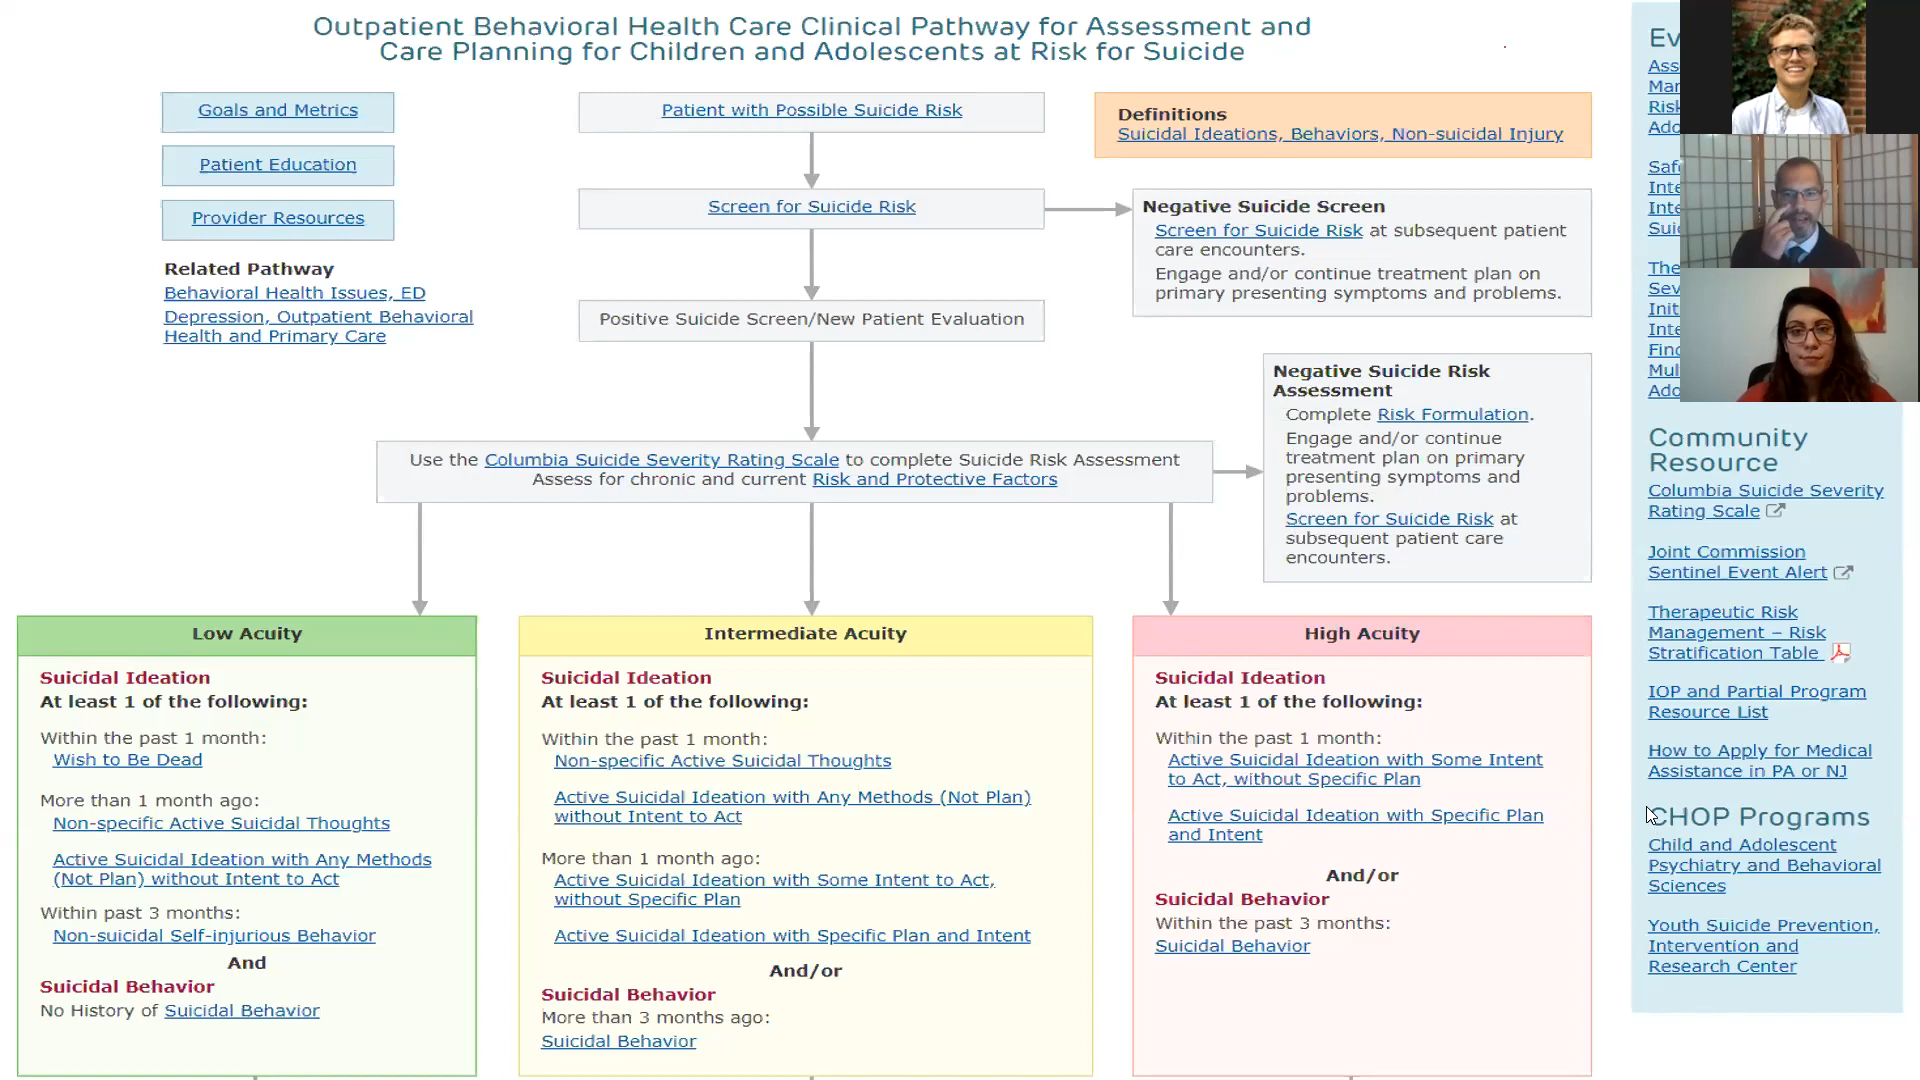 Outpatient Behavioral Health Care Clinical Pathway for Assessment and
Care Planning for Children and Adolescents at Risk for Suicide
Goals and Metrics
Patient Education
Provider Resources
Related Pathway
Behavioral Health Issues, ED
Depression, Outpatient Behavioral
Health and Primary Care
Patient with Possible Suicide Risk
Screen for Suicide Risk
Positive Suicide Screen/New Patient Evaluation
Definitions
Suicidal Ideations, Behaviors, Non-suicidal Injury
Negative Suicide Screen
Screen for Suicide Risk at subsequent patient
care encounters.
Engage and/or continue treatment plan on
primary presenting symptoms and problems.
Use the Columbia Suicide Severity Rating Scale to complete Suicide Risk Assessment
Assess for chronic and current Risk and Protective Factors
Negative Suicide Risk
Assessment
Complete Risk Formulation.
Engage and/or continue
treatment plan on primary
presenting symptoms and
problems.
Screen for Suicide Risk at
subsequent patient care
encounters.
Low Acuity
Suicidal Ideation
At least 1 of the following:
Within the past 1 month:
Wish to Be Dead
More than 1 month ago:
Non-specific Active Suicidal Thoughts
Active Suicidal Ideation with Any Methods
(Not Plan) without Intent to Act
Within past 3 months:
Non-suicidal Self-injurious Behavior
And
Suicidal Behavior
No History of Suicidal Behavior
Intermediate Acuity
Suicidal Ideation
At least 1 of the following:
Within the past 1 month:
Non-specific Active Suicidal Thoughts
Active Suicidal Ideation with Any Methods (Not Plan)
without Intent to Act
More than 1 month ago:
Active Suicidal Ideation with Some Intent to Act,
without Specific Plan
Active Suicidal Ideation with Specific Plan and Intent
And/or
Suicidal Behavior
More than 3 months ago:
Suicidal Behavior
High Acuity
Suicidal Ideation
At least 1 of the following:
Within the past 1 month:
Active Suicidal Ideation with Some Intent
to Act, without Specific Plan
Active Suicidal Ideation with Specific Plan
and Intent
And/or
Suicidal Behavior
Within the past 3 months:
Suicidal Behavior
Community
Resource
Columbia Suicide Severity
Rating Scale
Joint Commission
Sentinel Event Alert
Therapeutic Risk
Management – Risk
Stratification Table
IOP and Partial Program
Resource List
How to Apply for Medical
Assistance in PA or NJ
CHOP Programs
Child and Adolescent
Psychiatry and Behavioral
Sciences
Youth Suicide Prevention,
Intervention and
Research Center